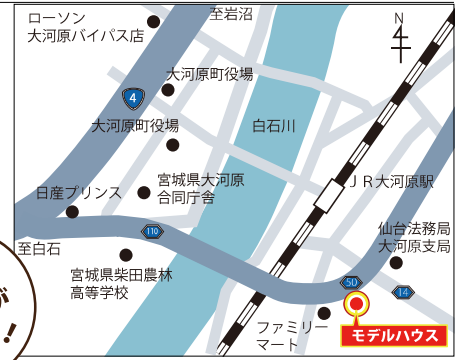 至岩沼
N
ローソン
大河原バイパス店
大河原町役場
4
大河原町役場
白石川
宮城県大河原
合同庁舎
JR大河原駅
日産プリンス
110
至白石
仙台法務局
大河原支局
宮城県柴田農林
高等学校
50
14
ファミリー
マート
モデルハウス
が
!